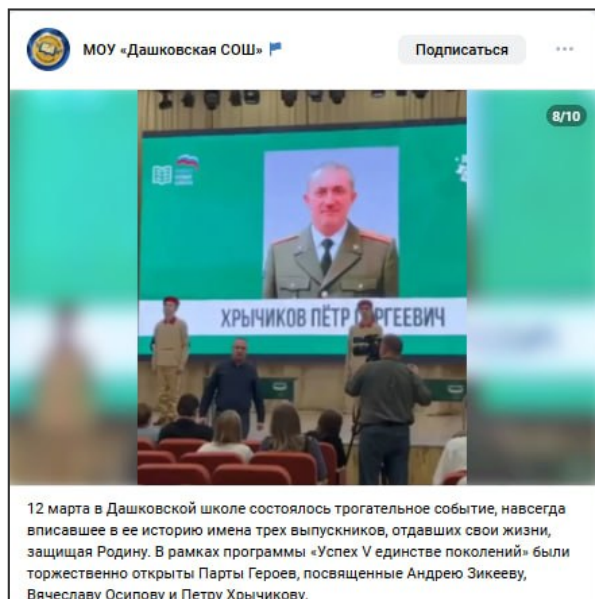 МОУ «Дашковская СОШ»
Подписаться
8/10
ХРЫЧИКОВ ПЁТР СЕРГЕЕВИЧ
12 марта в Дашковской школе состоялось трогательное событие, навсегда
вписавшее в ее историю имена трех выпускников, отдавших свои жизни,
защищая Родину. В рамках программы «Успех V единстве поколений» были
торжественно открыты Парты Героев, посвященные Андрею Зикееву,
Вячеславу Осипову и Петру Хрычикову.